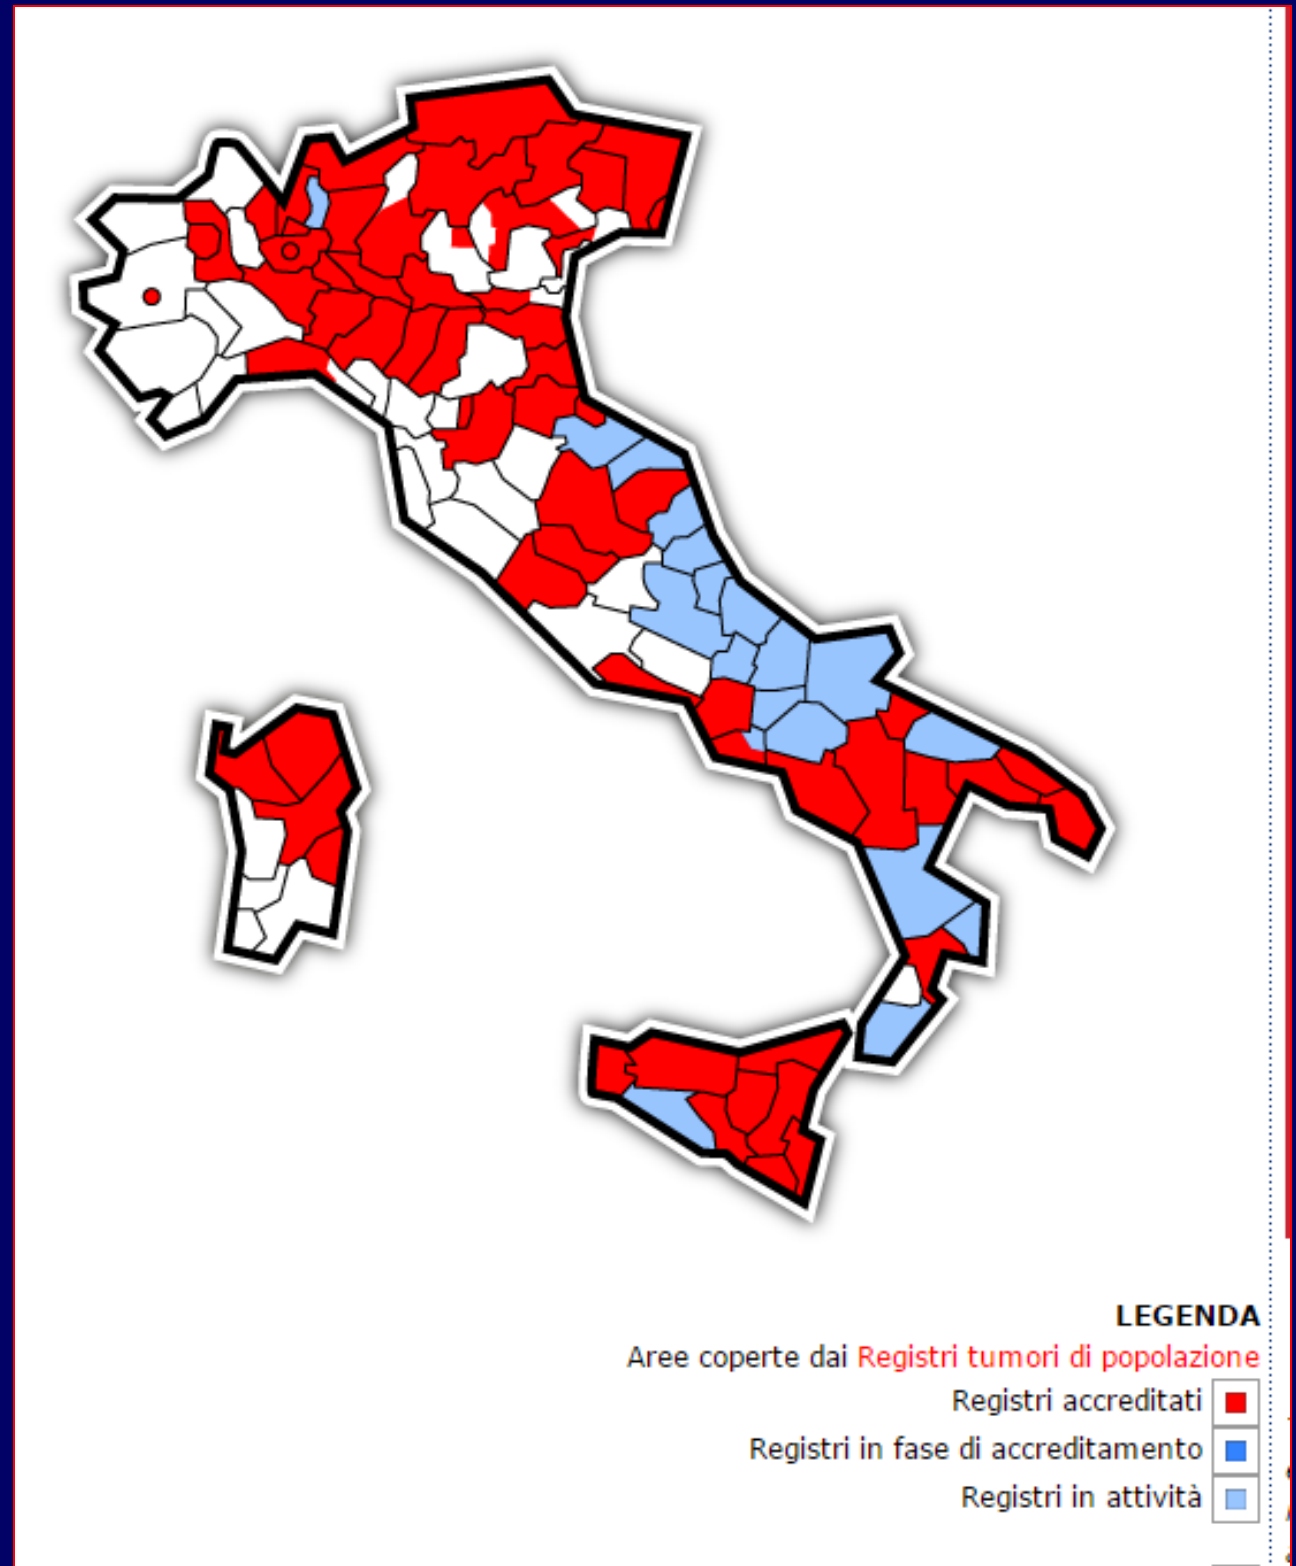 LEGENDA
Aree coperte dai Registri tumori di popolazione
Registri accreditati
Registri in fase di accreditamento
Registri in attività